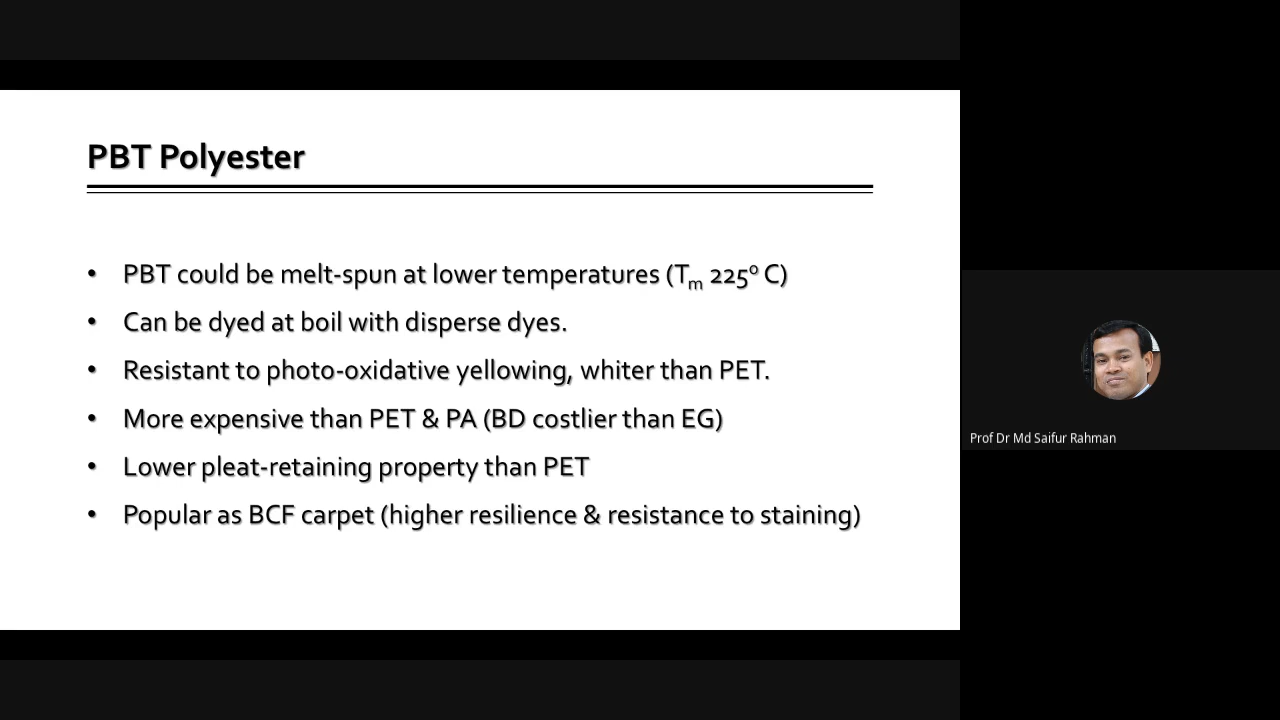 PBT Polyester
• PBT could be melt-spun at lower temperatures (Tm 225⁰ C)
• Can be dyed at boil with disperse dyes.
• Resistant to photo-oxidative yellowing, whiter than PET.
• More expensive than PET & PA (BD costlier than EG)
• Lower pleat-retaining property than PET
• Popular as BCF carpet (higher resilience & resistance to staining)
Prof Dr Md Saifur Rahman